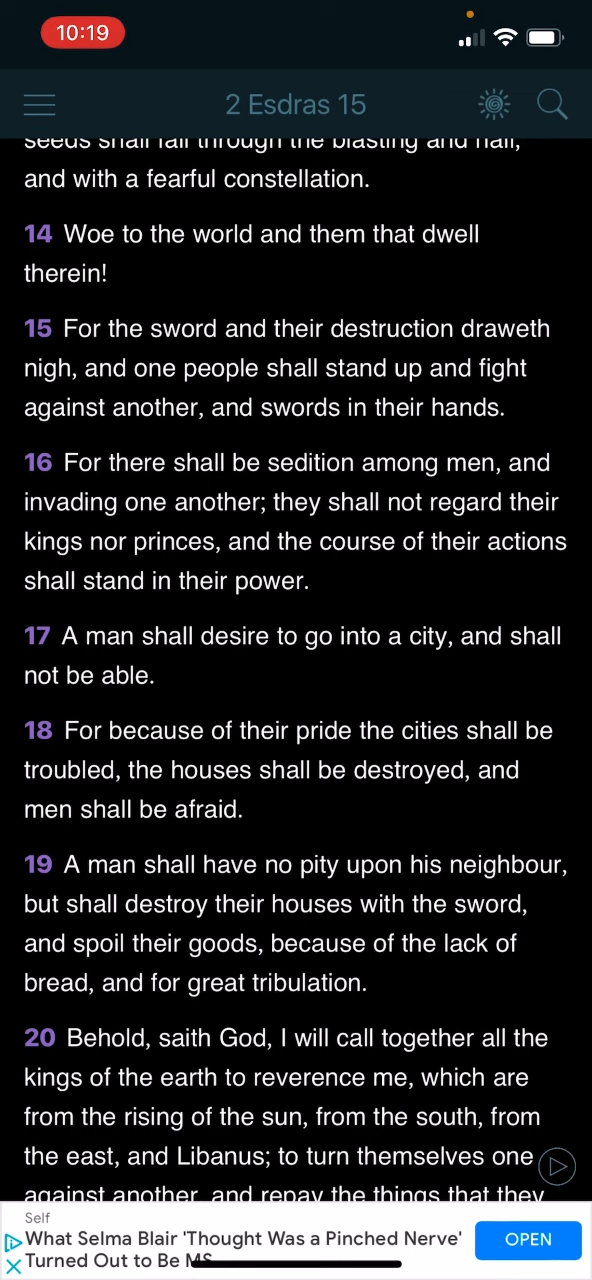 10:19
2 Esdras 15
seeds shall fail through the blasting and hail,
and with a fearful constellation.
14 Woe to the world and them that dwell
therein!
15 For the sword and their destruction draweth
nigh, and one people shall stand up and fight
against another, and swords in their hands.
16 For there shall be sedition among men, and
invading one another; they shall not regard their
kings nor princes, and the course of their actions
shall stand in their power.
17 A man shall desire to go into a city, and shall
not be able.
18 For because of their pride the cities shall be
troubled, the houses shall be destroyed, and
men shall be afraid.
19 A man shall have no pity upon his neighbour,
but shall destroy their houses with the sword,
and spoil their goods, because of the lack of
bread, and for great tribulation.
20 Behold, saith God, I will call together all the
kings of the earth to reverence me, which are
from the rising of the sun, from the south, from
the east, and Libanus; to turn themselves one
against another, and repay the things that they
Self
What Selma Blair 'Thought Was a Pinched Nerve'
Turned Out to Be MS
OPEN